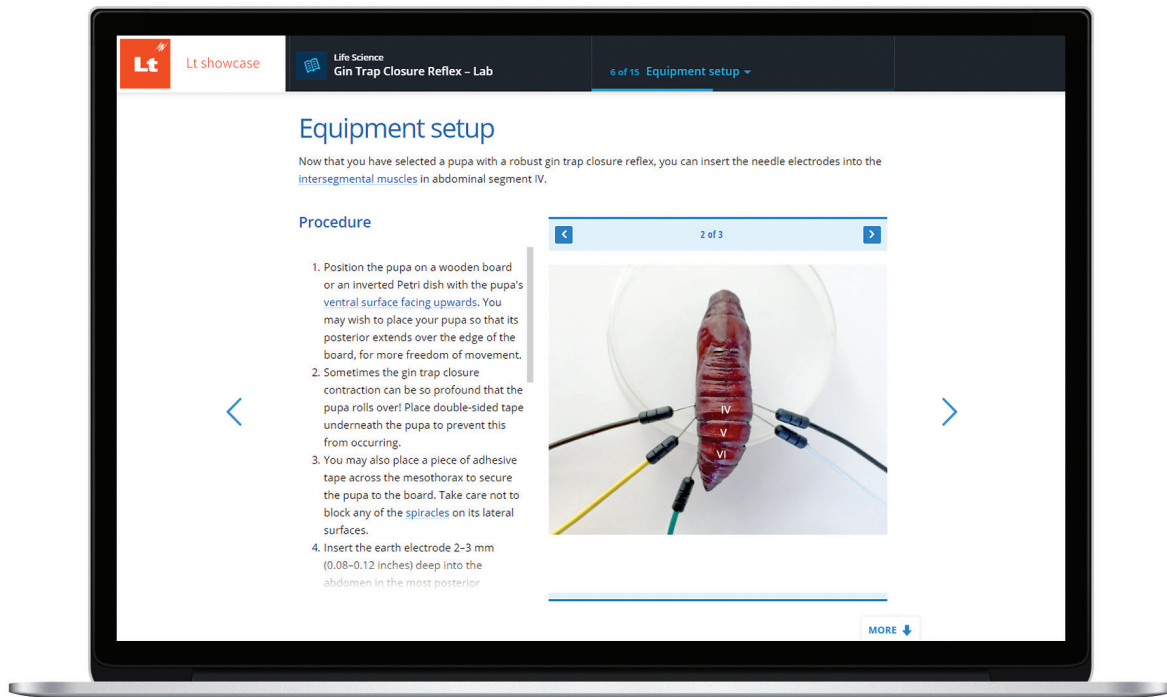 Lt
Lt showcase
Life Science
Gin Trap Closure Reflex – Lab
6 of 15 Equipment setup
Equipment setup
Now that you have selected a pupa with a robust gin trap closure reflex, you can insert the needle electrodes into the
intersegmental muscles in abdominal segment IV.
Procedure
1. Position the pupa on a wooden board
or an inverted Petri dish with the pupa's
ventral surface facing upwards. You
may wish to place your pupa so that its
posterior extends over the edge of the
board, for more freedom of movement.
2. Sometimes the gin trap closure
contraction can be so profound that the
pupa rolls over! Place double-sided tape
underneath the pupa to prevent this
from occurring.
3. You may also place a piece of adhesive
tape across the mesothorax to secure
the pupa to the board. Take care not to
block any of the spiracles on its lateral
surfaces.
4. Insert the earth electrode 2–3 mm
(0.08–0.12 inches) deep into the
abdomen in the most posterior
2 of 3
IV
V
VI
MORE